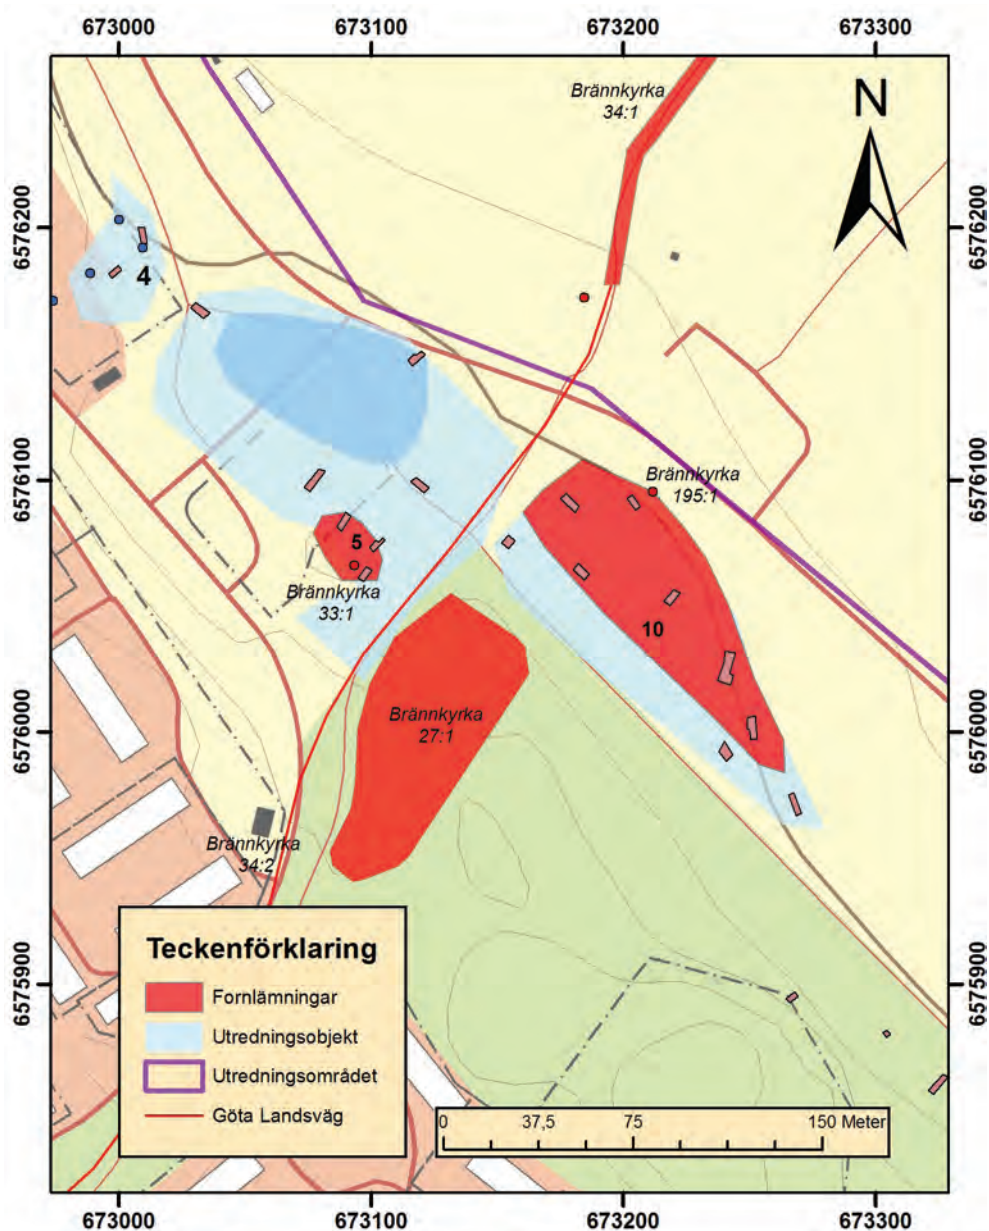 673000 673100 673200 673300
Brännkyrka
34:1
N
6576200
6576200
4
6576100
6576100
Brännkyrka
195:1
5
Brännkyrka
33:1
10
6576000
6576000
Brännkyrka
27:1
Brännkyrka
34:2
Teckenförklaring
Fornlämningar
Utredningsobjekt
Utredningsområdet
Göta Landsväg
6575900
6575900
0 37,5 75 150 Meter
673000 673100 673200 673300